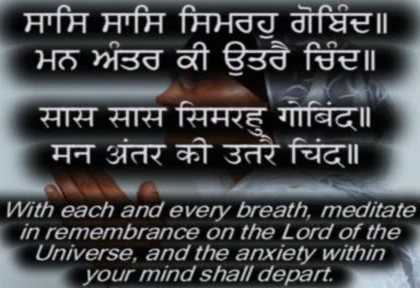 ਸਾਸਿ ਸਾਸਿ ਸਿਮਰਹੁ ਗੋਬਿੰਦ॥
ਮਨ ਅੰਤਰ ਕੀ ਉਤਰੈ ਚਿੰਦ॥
सास सास सिमरहु गोबिंद॥
मन अंतर की उतरै चिंद॥
With each and every breath, meditate
in remembrance on the Lord of the
Universe, and the anxiety within
your mind shall depart.